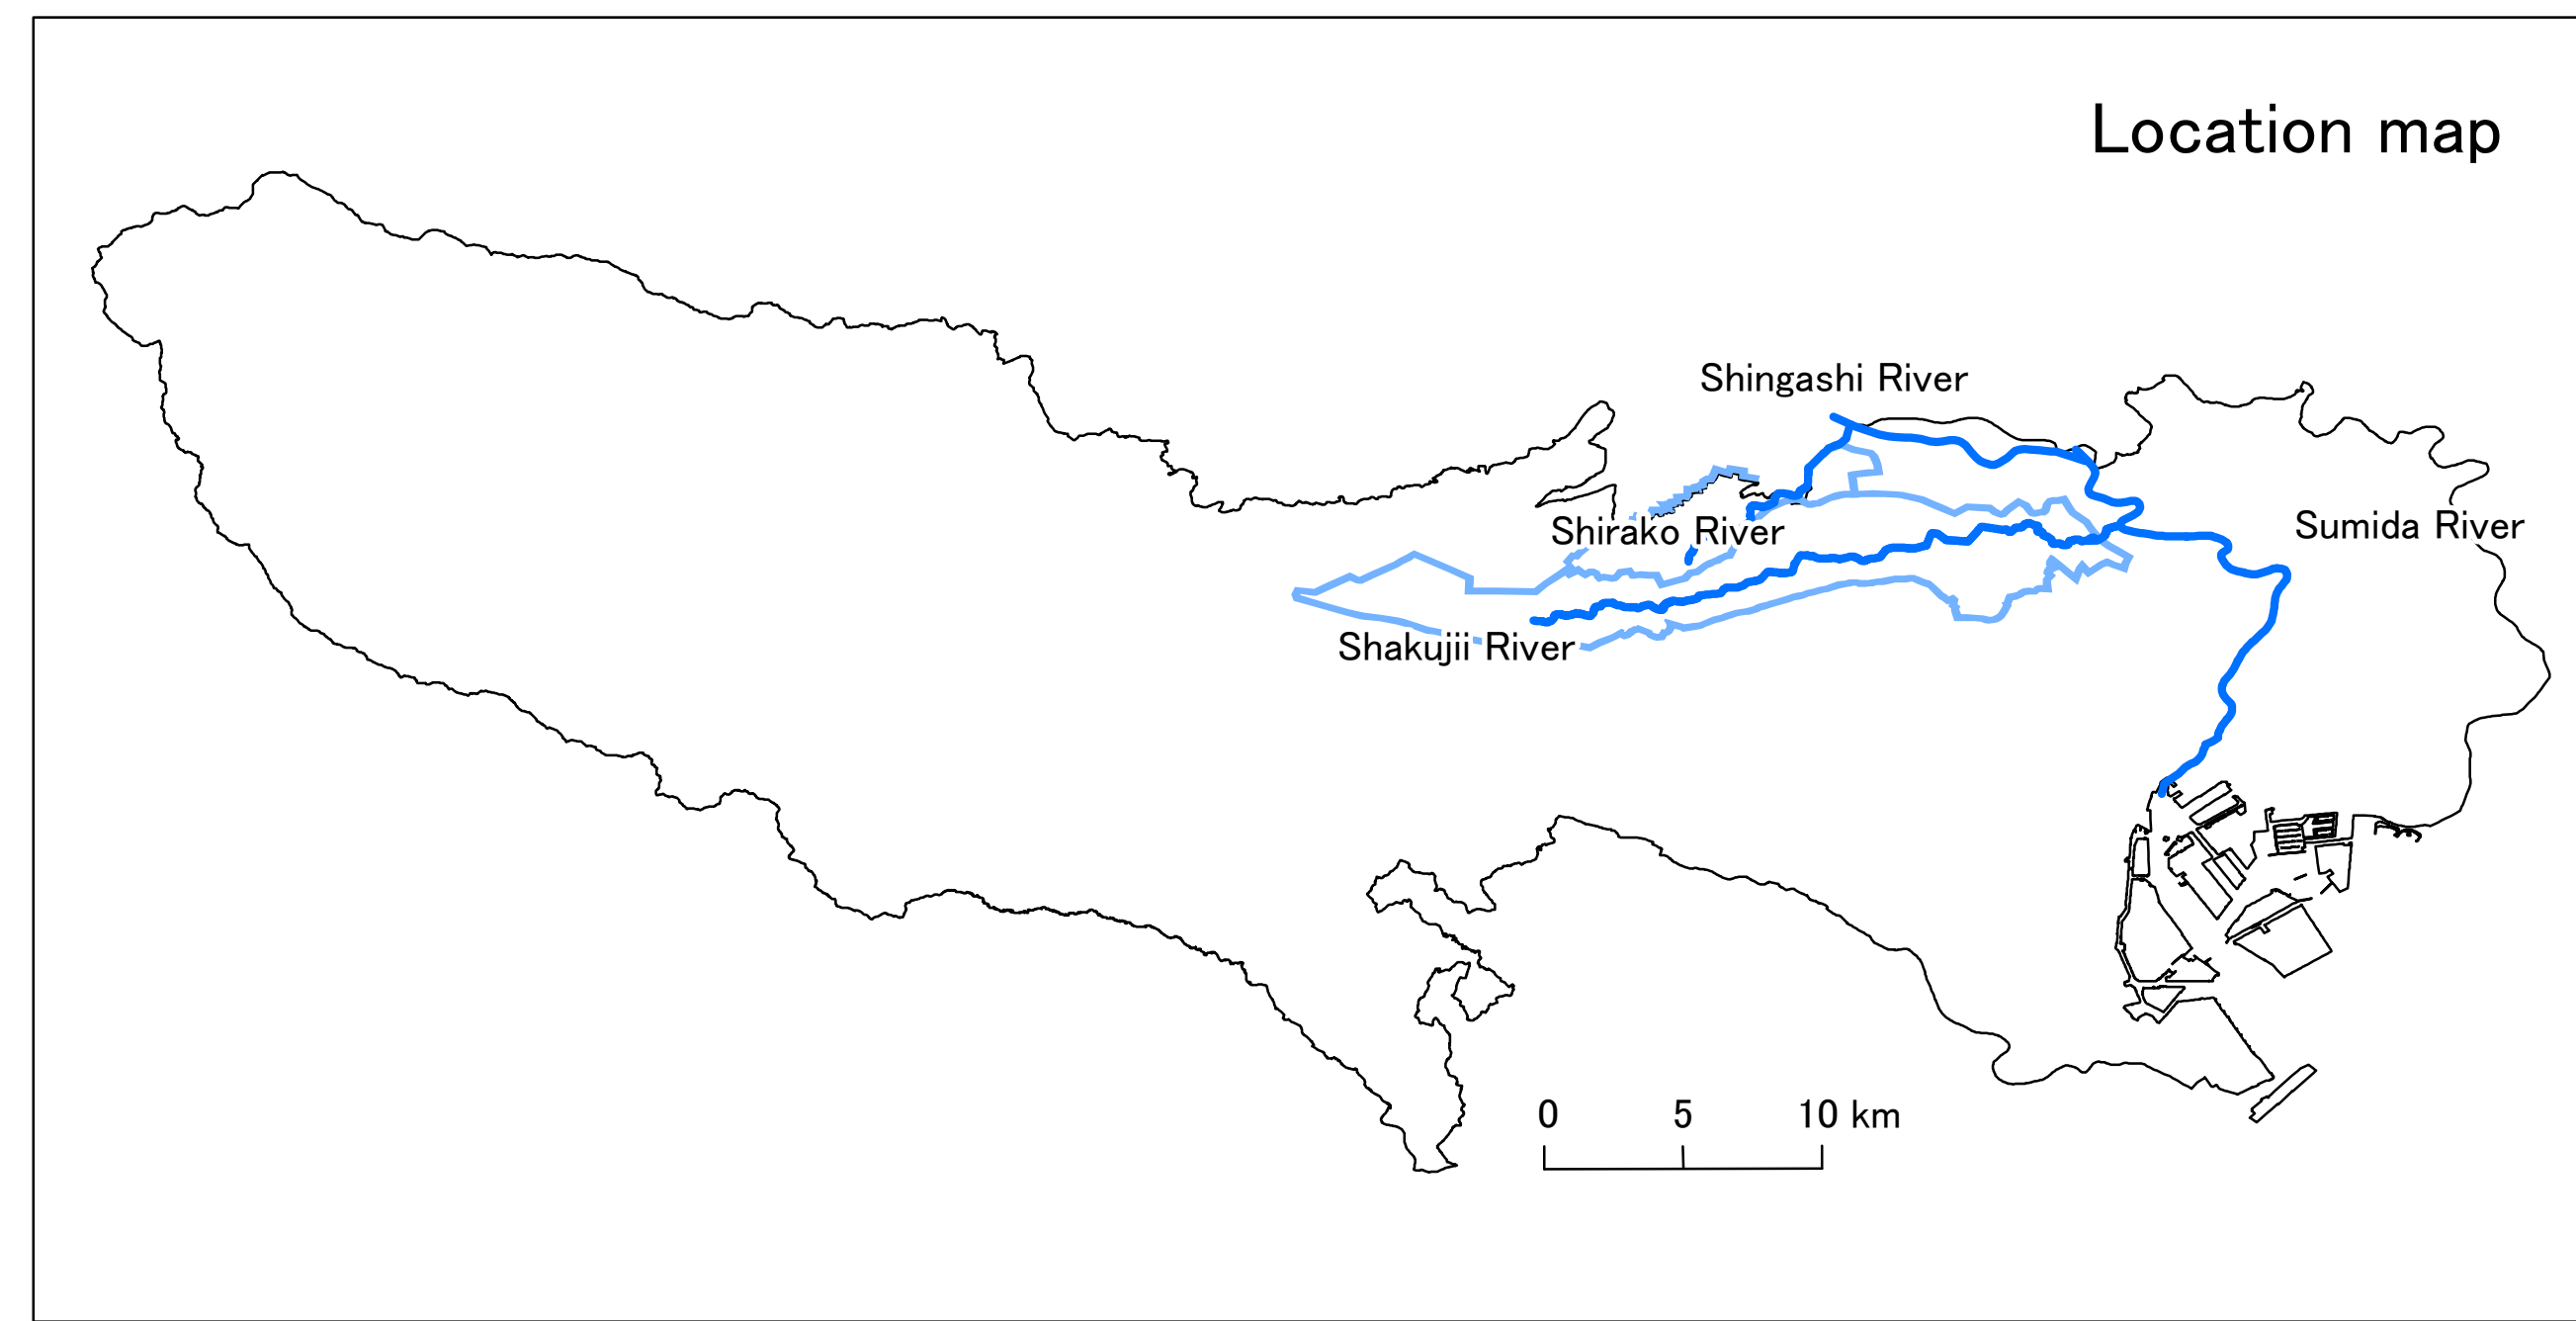 Location map
Shingashi River
Shirako River
Sumida River
Shakujii River
0 5 10 km